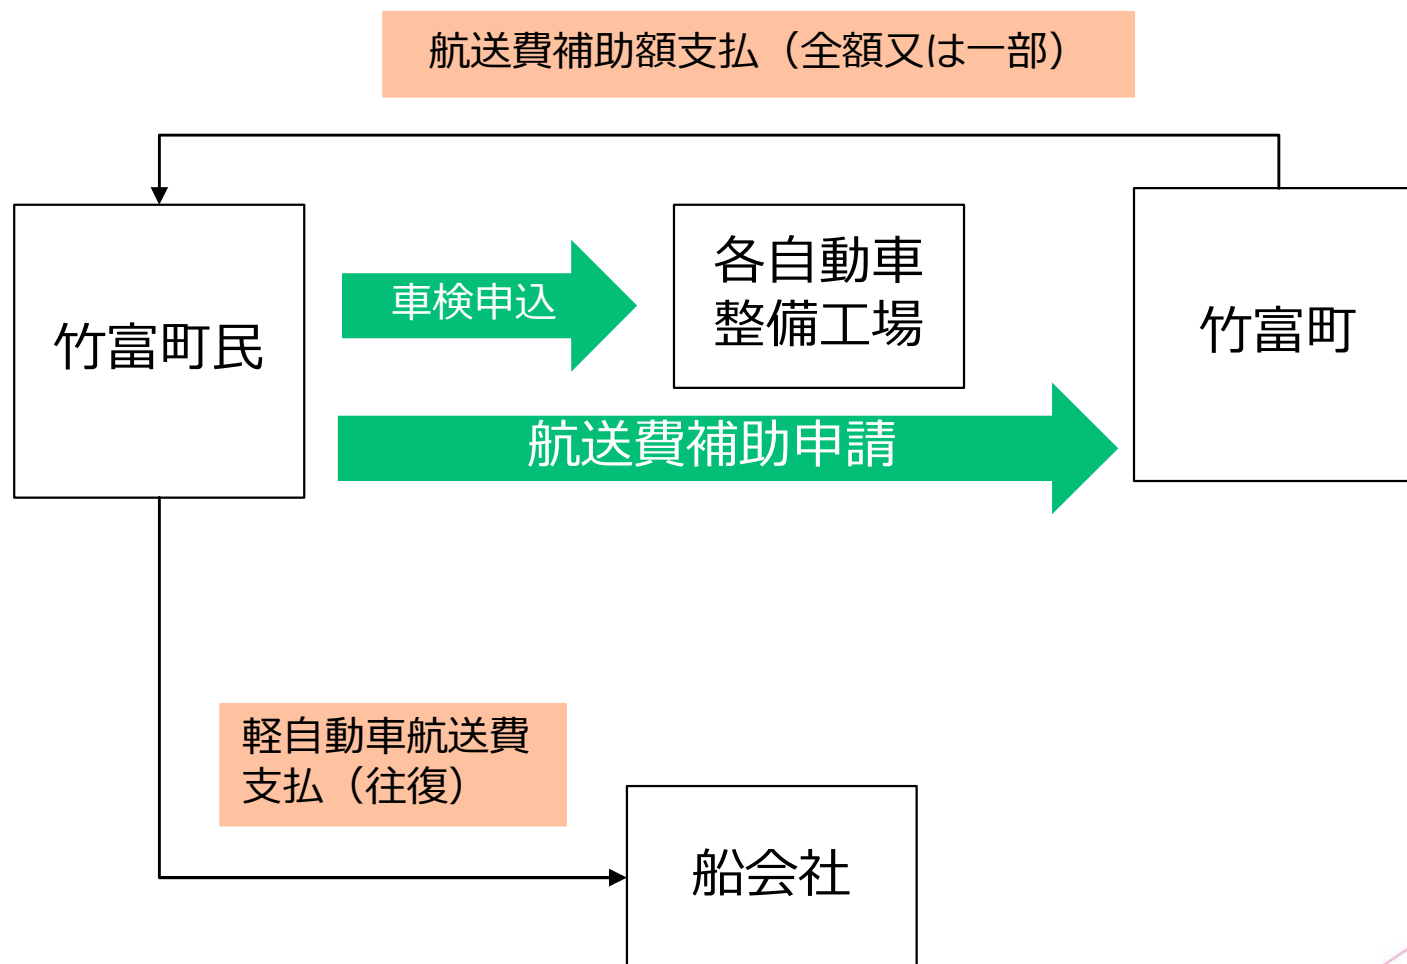 航送費補助額支払（全額又は一部）
竹富町民
車検申込
各自動車
整備工場
竹富町
航送費補助申請
軽自動車航送費
支払（往復）
船会社